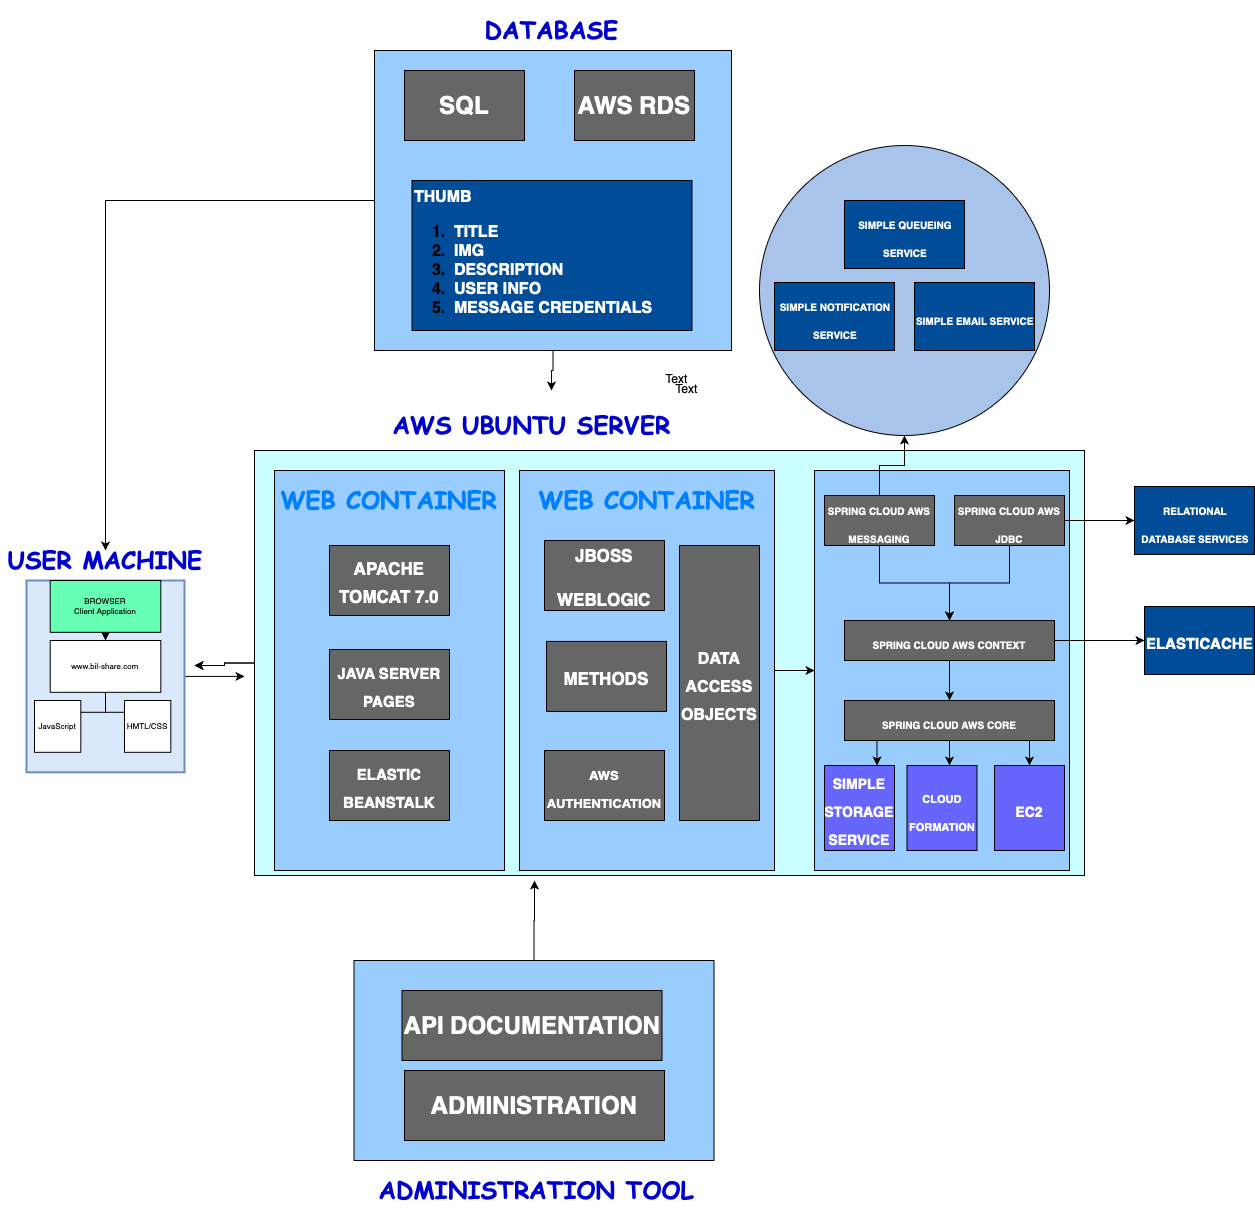 DATABASE
SQL
AWS RDS
THUMB
1. TITLE
2. IMG
3. DESCRIPTION
4. USER INFO
5. MESSAGE CREDENTIALS
SIMPLE QUEUEING
SERVICE
SIMPLE NOTIFICATION
SERVICE
SIMPLE EMAIL SERVICE
Text
Text
AWS UBUNTU SERVER
WEB CONTAINER
APACHE
TOMCAT 7.0
JAVA SERVER
PAGES
ELASTIC
BEANSTALK
WEB CONTAINER
JBOSS
WEBLOGIC
METHODS
AWS
AUTHENTICATION
DATA
ACCESS
OBJECTS
SPRING CLOUD AWS
MESSAGING
SPRING CLOUD AWS
JDBC
SPRING CLOUD AWS CONTEXT
SPRING CLOUD AWS CORE
SIMPLE
STORAGE
SERVICE
CLOUD
FORMATION
EC2
RELATIONAL
DATABASE SERVICES
ELASTICACHE
USER MACHINE
BROWSER
Client Application
www.bil-share.com
JavaScript
HMTL/CSS
API DOCUMENTATION
ADMINISTRATION
ADMINISTRATION TOOL